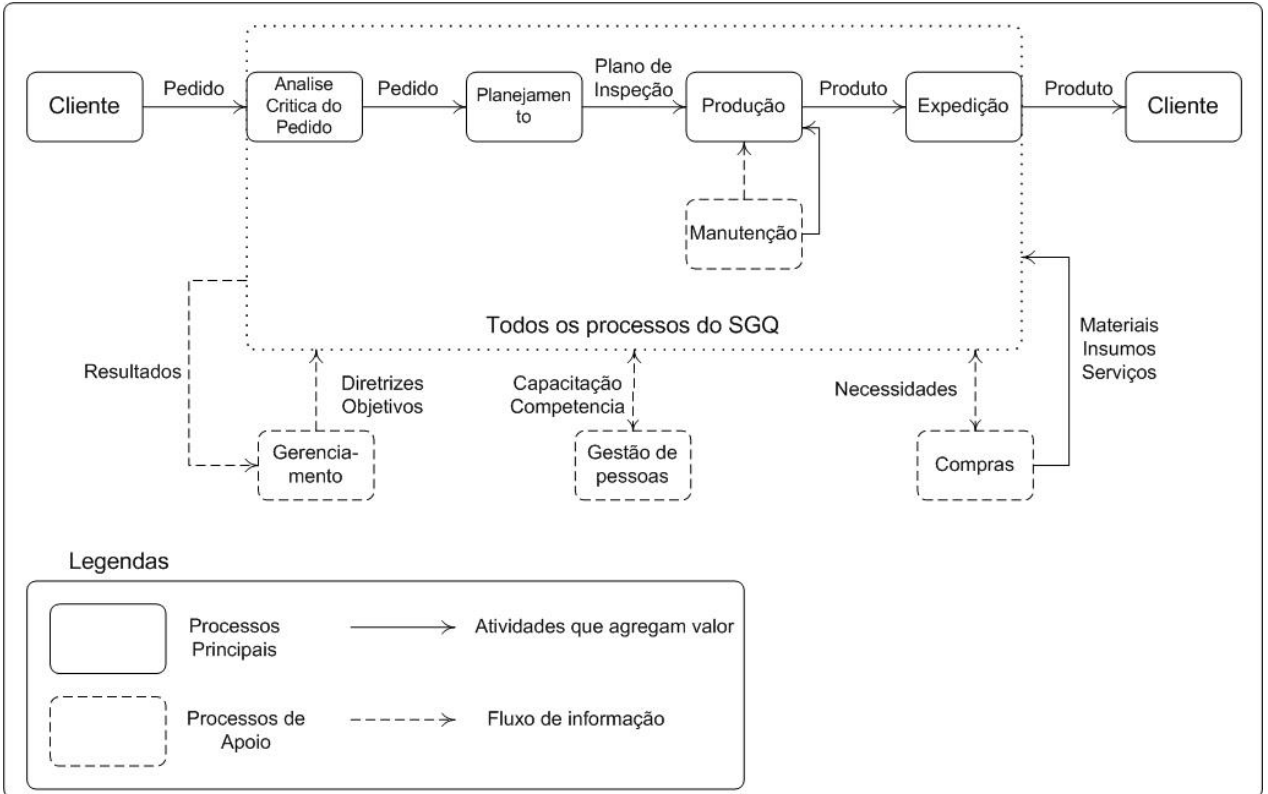 Cliente
Pedido
Analise
Critica do
Pedido
Pedido
Planejamen
to
Plano de
Inspeção
Produção
Produto
Expedição
Produto
Cliente
Manutenção
Todos os processos do SGQ
Resultados
Diretrizes
Objetivos
Capacitação
Competencia
Necessidades
Materiais
Insumos
Serviços
Gerencia-
mento
Gestão de
pessoas
Compras
Legendas
Processos
Principais
Atividades que agregam valor
Processos de
Apoio
Fluxo de informação